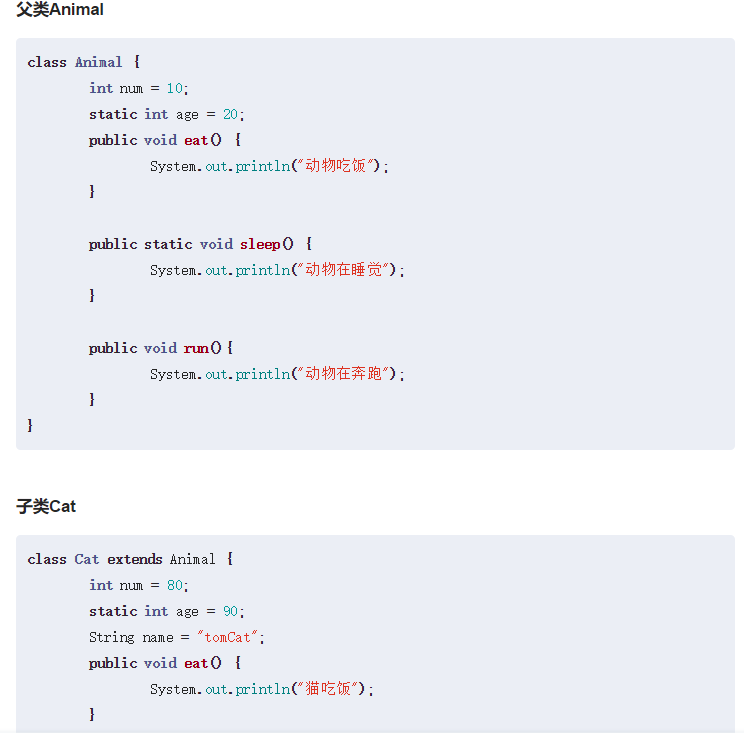 父类Animal
class Animal {
int num = 10;
static int age = 20;
public void eat() {
System.out.println("动物吃饭");
}
public static void sleep() {
System.out.println("动物在睡觉");
}
public void run(){
System.out.println("动物在奔跑");
}
}
子类Cat
class Cat extends Animal {
int num = 80;
static int age = 90;
String name = "tomCat";
public void eat() {
System.out.println("猫吃饭");
}